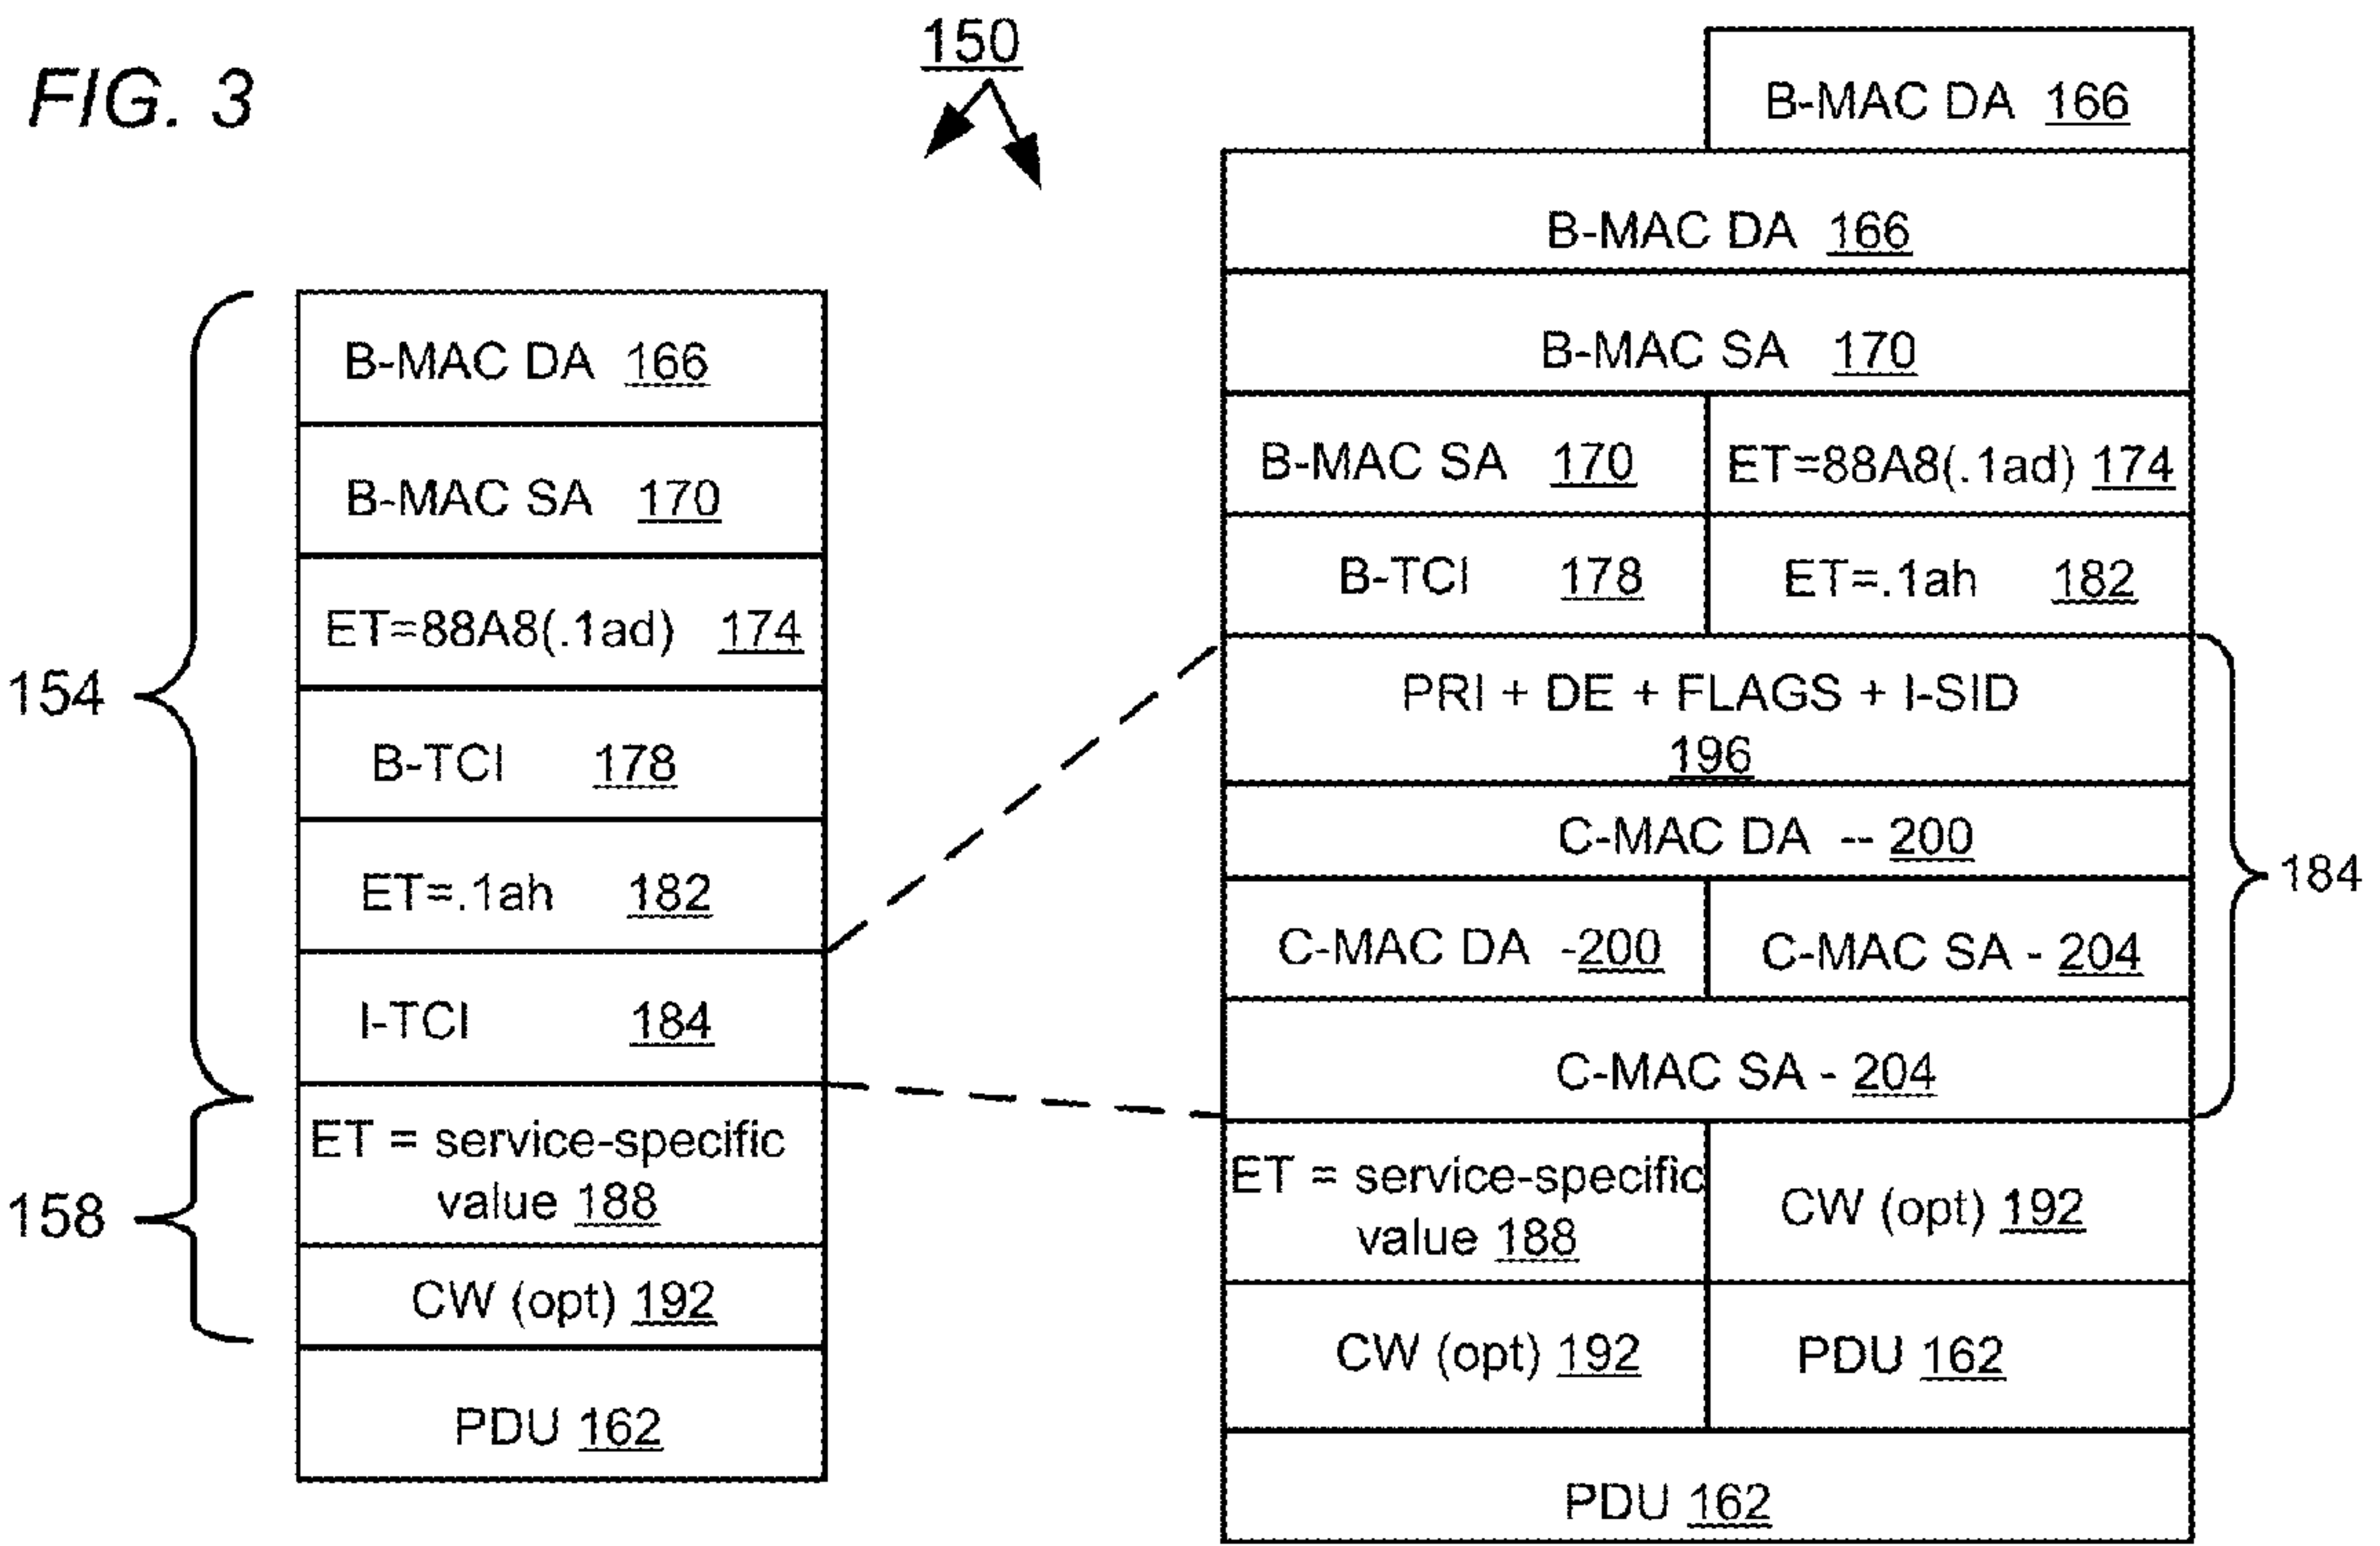 FIG. 3
150
154
158
B-MAC DA 166
B-MAC SA 170
ET=88A8(.1ad) 174
B-TCI 178
ET=.1ah 182
I-TCI 184
ET = service-specific
value 188
CW (opt) 192
PDU 162
B-MAC DA 166
B-MAC DA 166
B-MAC SA 170
B-MAC SA 170 ET=88A8(.1ad) 174
B-TCI 178 ET=.1ah 182
PRI + DE + FLAGS + I-SID
196
C-MAC DA -- 200
C-MAC DA -200 C-MAC SA - 204
C-MAC SA - 204
ET = service-specific
value 188
CW (opt) 192
CW (opt) 192 PDU 162
PDU 162
184